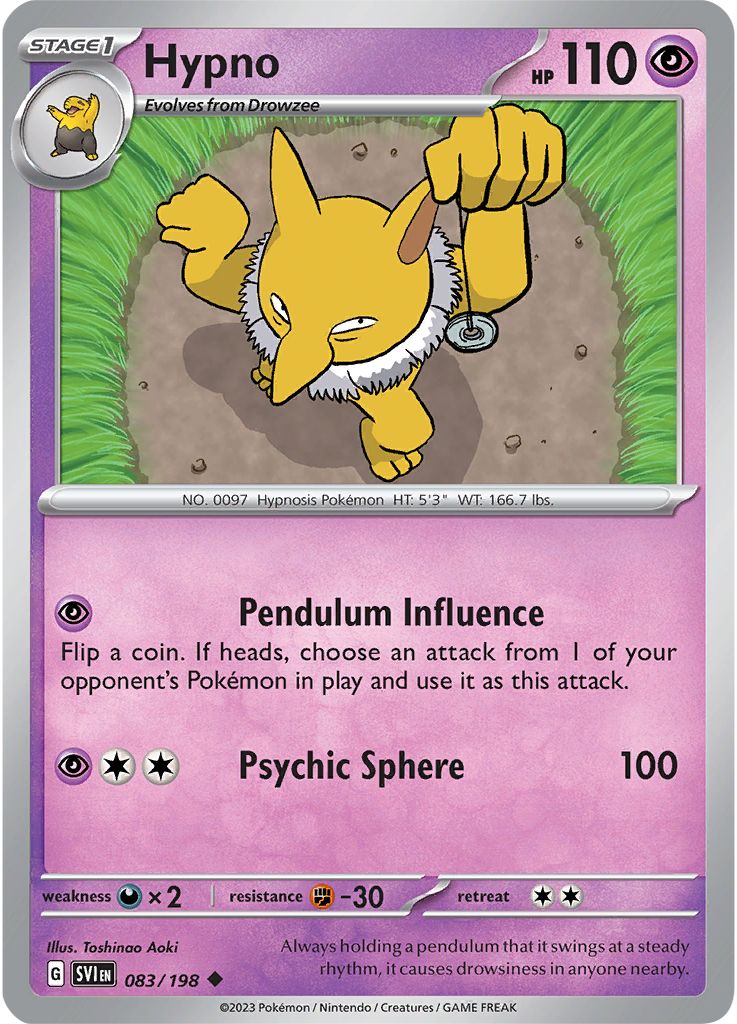 STAGE1
Hypno
HP 110
Evolves from Drowzee
NO. 0097 Hypnosis Pokémon HT: 5'3" WT: 166.7 lbs.
Pendulum Influence
Flip a coin. If heads, choose an attack from 1 of your
opponent's Pokémon in play and use it as this attack.
Psychic Sphere 100
weakness ×2 resistance -30 retreat
Illus. Toshinao Aoki
Always holding a pendulum that it swings at a steady
rhythm, it causes drowsiness in anyone nearby.
G SVI EN 083/198
©2023 Pokémon / Nintendo / Creatures / GAME FREAK